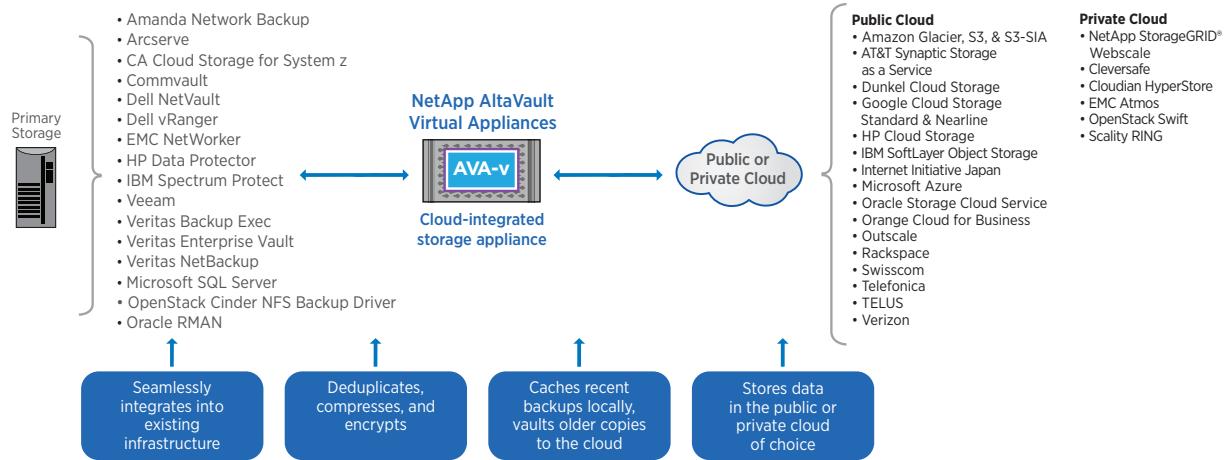 Primary
Storage
• Amanda Network Backup
• Arcserve
• CA Cloud Storage for System z
• Commvault
• Dell NetVault
• Dell vRanger
• EMC NetWorker
• HP Data Protector
• IBM Spectrum Protect
• Veeam
• Veritas Backup Exec
• Veritas Enterprise Vault
• Veritas NetBackup
• Microsoft SQL Server
• OpenStack Cinder NFS Backup Driver
• Oracle RMAN
NetApp AltaVault
Virtual Appliances
AVA-v
Cloud-integrated
storage appliance
Public or
Private Cloud
Public Cloud
• Amazon Glacier, S3, & S3-SIA
• AT&T Synaptic Storage
as a Service
• Dunkel Cloud Storage
• Google Cloud Storage
Standard & Nearline
• HP Cloud Storage
• IBM SoftLayer Object Storage
• Internet Initiative Japan
• Microsoft Azure
• Oracle Storage Cloud Service
• Orange Cloud for Business
• Outscale
• Rackspace
• Swisscom
• Telefonica
• TELUS
• Verizon
Private Cloud
• NetApp StorageGRID®
Webscale
• Cleversafe
• Cloudian HyperStore
• EMC Atmos
• OpenStack Swift
• Scality RING
Seamlessly
integrates into
existing
infrastructure
Deduplicates,
compresses, and
encrypts
Caches recent
backups locally,
vaults older copies
to the cloud
Stores data
in the public or
private cloud
of choice